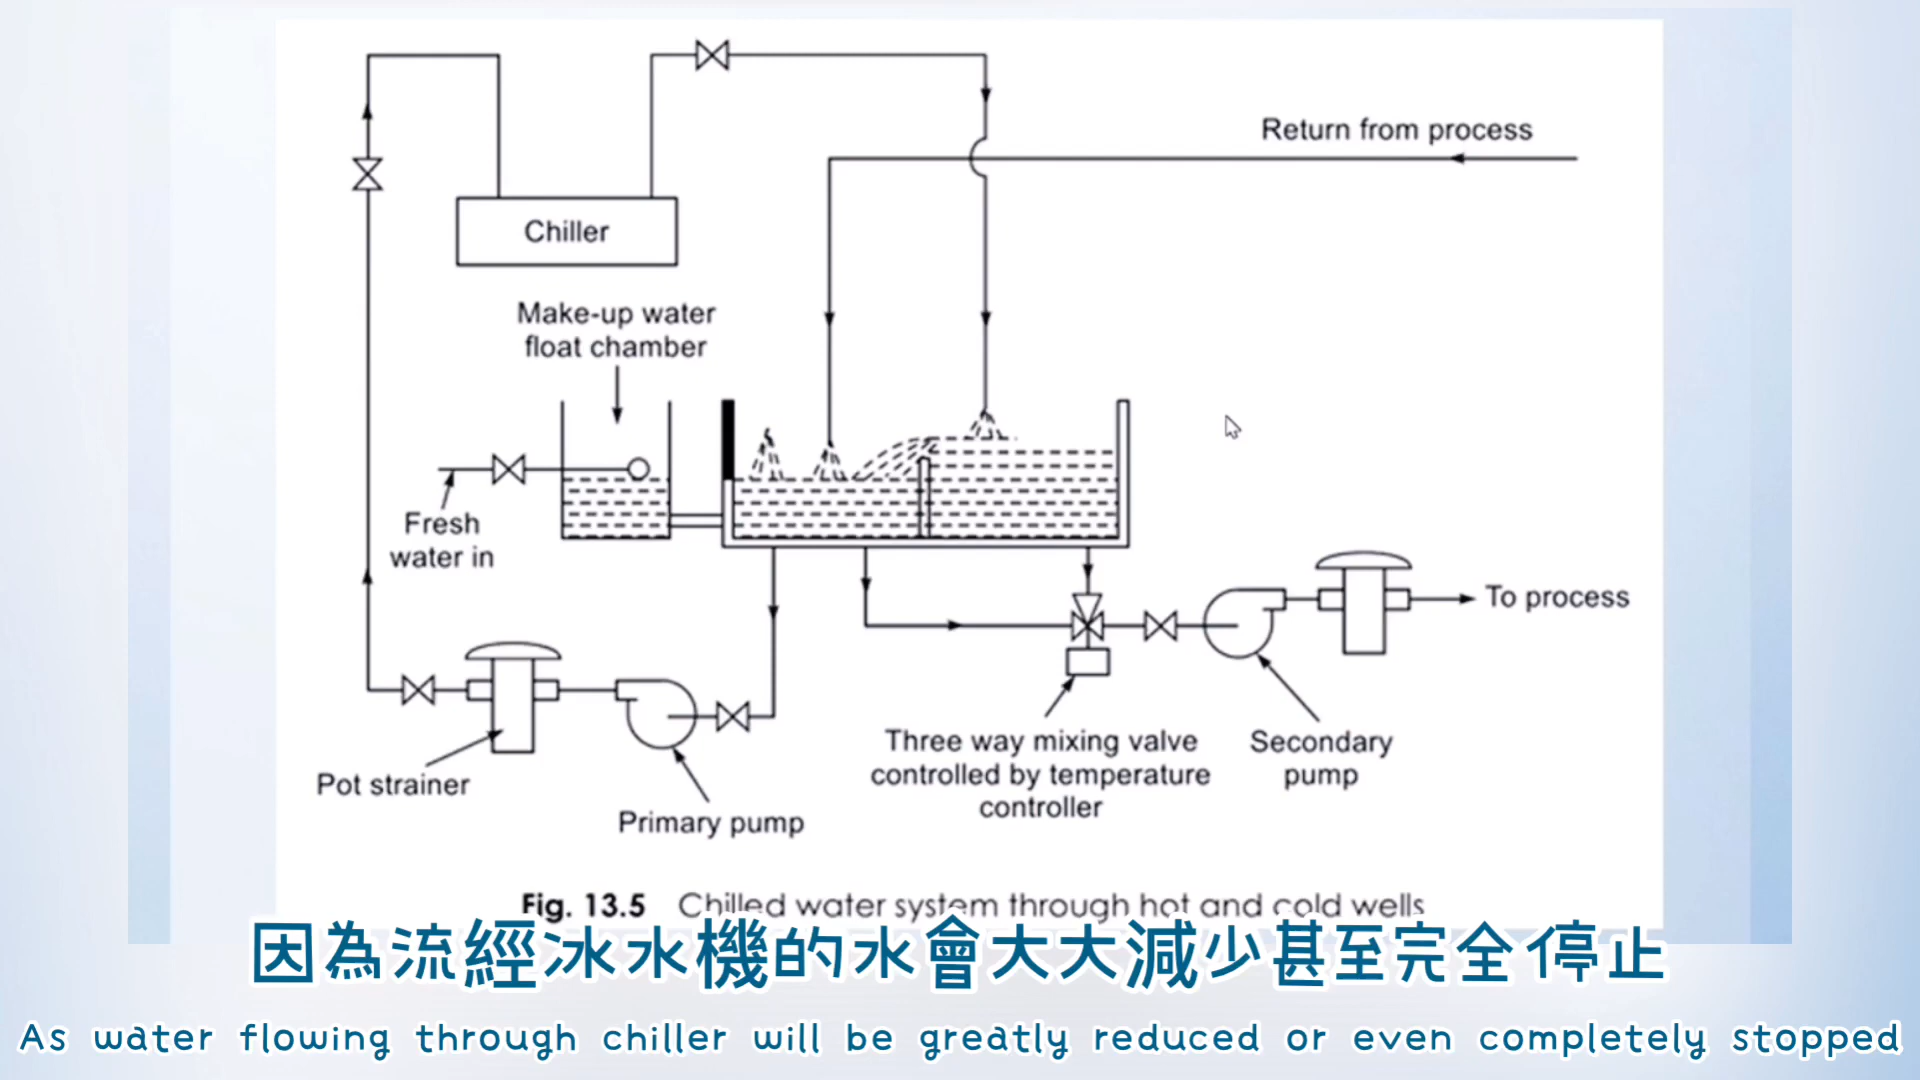 Return from process
Chiller
Make-up water
float chamber
Fresh
water in
To process
Three way mixing valve
controlled by temperature
controller
Secondary
pump
Pot strainer
Primary pump
Fig. 13.5 Chilled water system through hot and cold wells
因為流經冰水機的水會大大減少甚至完全停止
As water flowing through chiller will be greatly reduced or even completely stopped